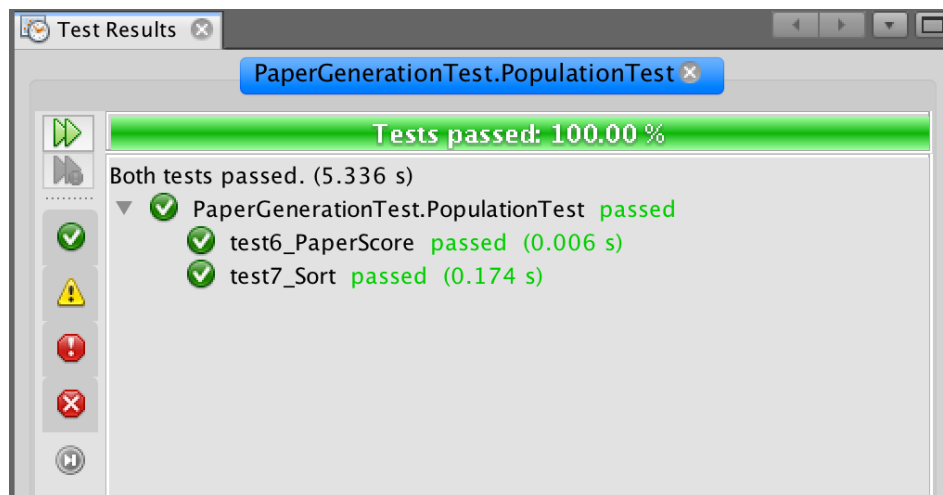 Test Results
PaperGenerationTest.PopulationTest
Tests passed: 100.00 %
Both tests passed. (5.336 s)
PaperGenerationTest.PopulationTest passed
test6_PaperScore passed (0.006 s)
test7_Sort passed (0.174 s)